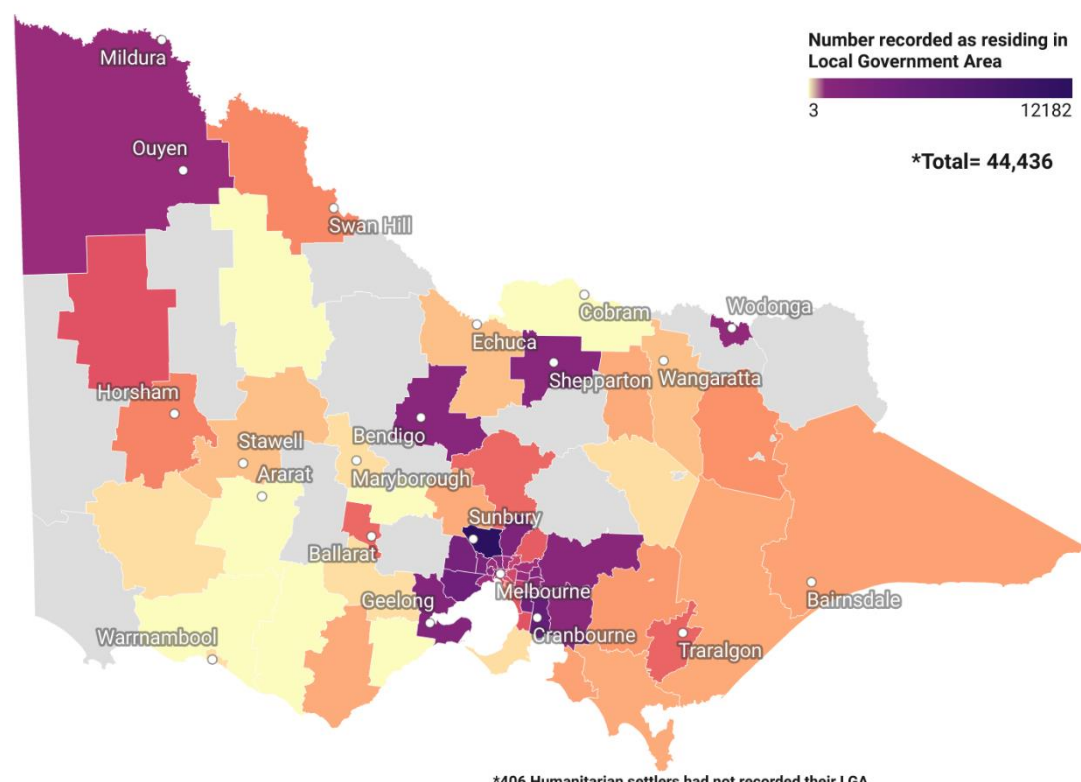 Number recorded as residing in
Local Government Area
3 12182
*Total= 44,436
Mildura
Ouyen
Swan Hill
Cobram
Wodonga
Echuca
Shepparton
Wangaratta
Horsham
Bendigo
Stawell
Maryborough
Ararat
Sunbury
Ballarat
Melbourne
Geelong
Bairnsdale
Cranbourne
Warrnambool
Traralgon
*406 Humanitarian settlers had not recorded their LGA